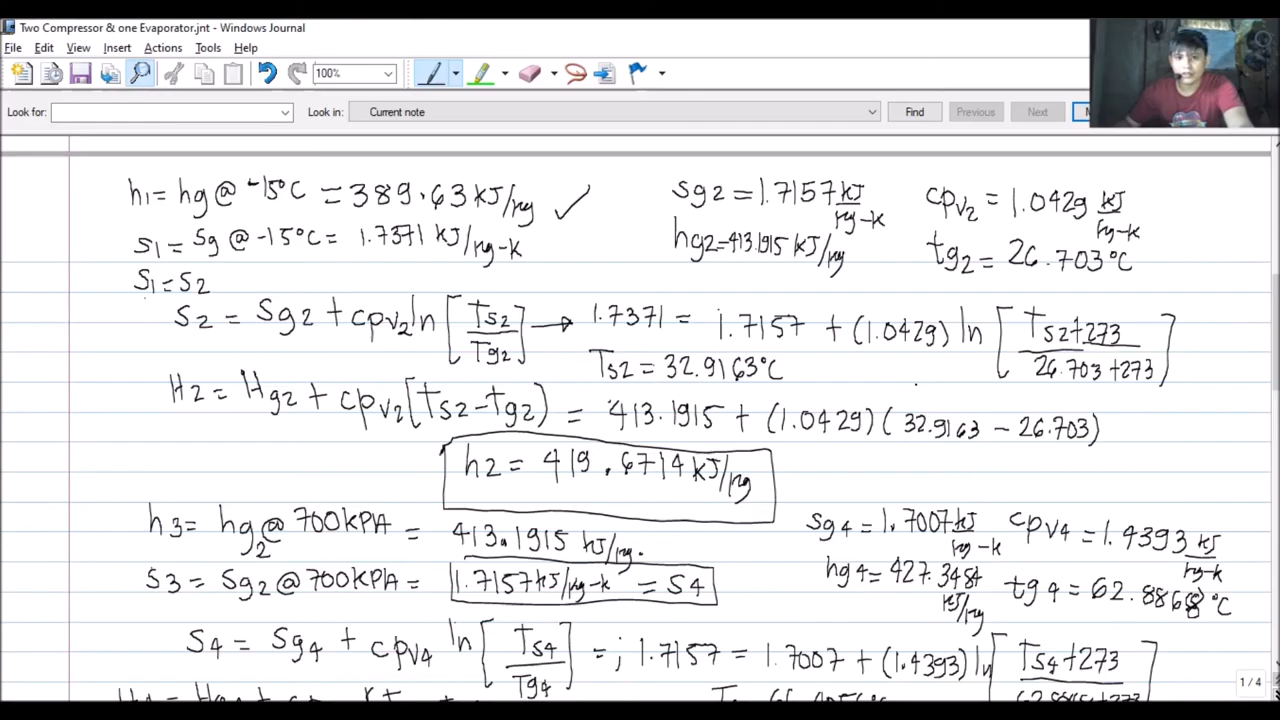 Two Compressor & one Evaporator.jnt - Windows Journal
File Edit View Insert Actions Tools Help
100%
Look for: Look in: Current note Find Previous
h1 = hg @ -15°C = 389.63 KJ/kg ✓
s1 = sg @ -15°C = 1.7371 KJ/kg-K
s1 = s2
sg2 = 1.7157 KJ/kg-K
hg2 = 413.1915 KJ/kg
cpv2 = 1.0429 KJ/kg-K
tg2 = 26.703°C
s2 = sg2 + cpv2 ln [Ts2/Tg2] → 1.7371 = 1.7157 + (1.0429) ln [Ts2+273/26.703+273]
Ts2 = 32.9163°C
H2 = Hg2 + cpv2 (ts2 - tg2) = 413.1915 + (1.0429)(32.9163 - 26.703)
h2 = 419.6714 KJ/kg
h3 = hg2 @ 700KPA = 413.1915 KJ/kg.
s3 = sg2 @ 700KPA = 1.7157 KJ/kg-K = s4
sg4 = 1.7007 KJ/kg-K
hg4 = 427.3484 KJ/kg
cpv4 = 1.4393 KJ/kg-K
tg4 = 62.8868°C
s4 = sg4 + cpv4 ln [Ts4/Tg4] = ; 1.7157 = 1.7007 + (1.4393) ln [Ts4+273
1 / 4